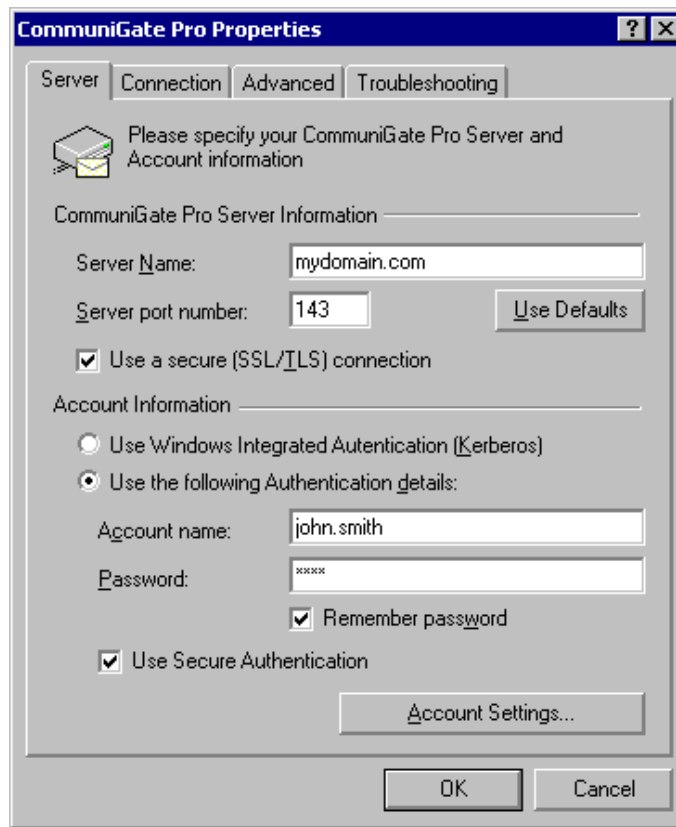 CommuniGate Pro Properties
Server Connection Advanced Troubleshooting
Please specify your CommuniGate Pro Server and
Account information
CommuniGate Pro Server Information
Server Name: mydomain.com
Server port number: 143 Use Defaults
Use a secure (SSL/TLS) connection
Account Information
Use Windows Integrated Autentication (Kerberos)
Use the following Authentication details:
Account name: john.smith
Password: ****
Remember password
Use Secure Authentication
Account Settings...
OK Cancel